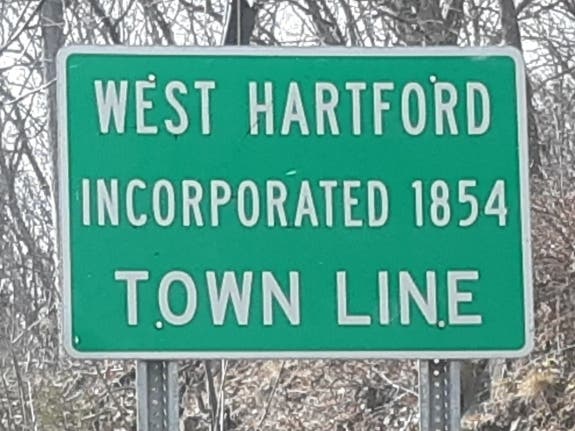 WEST HARTFORD
INCORPORATED 1854
TOWN LINE